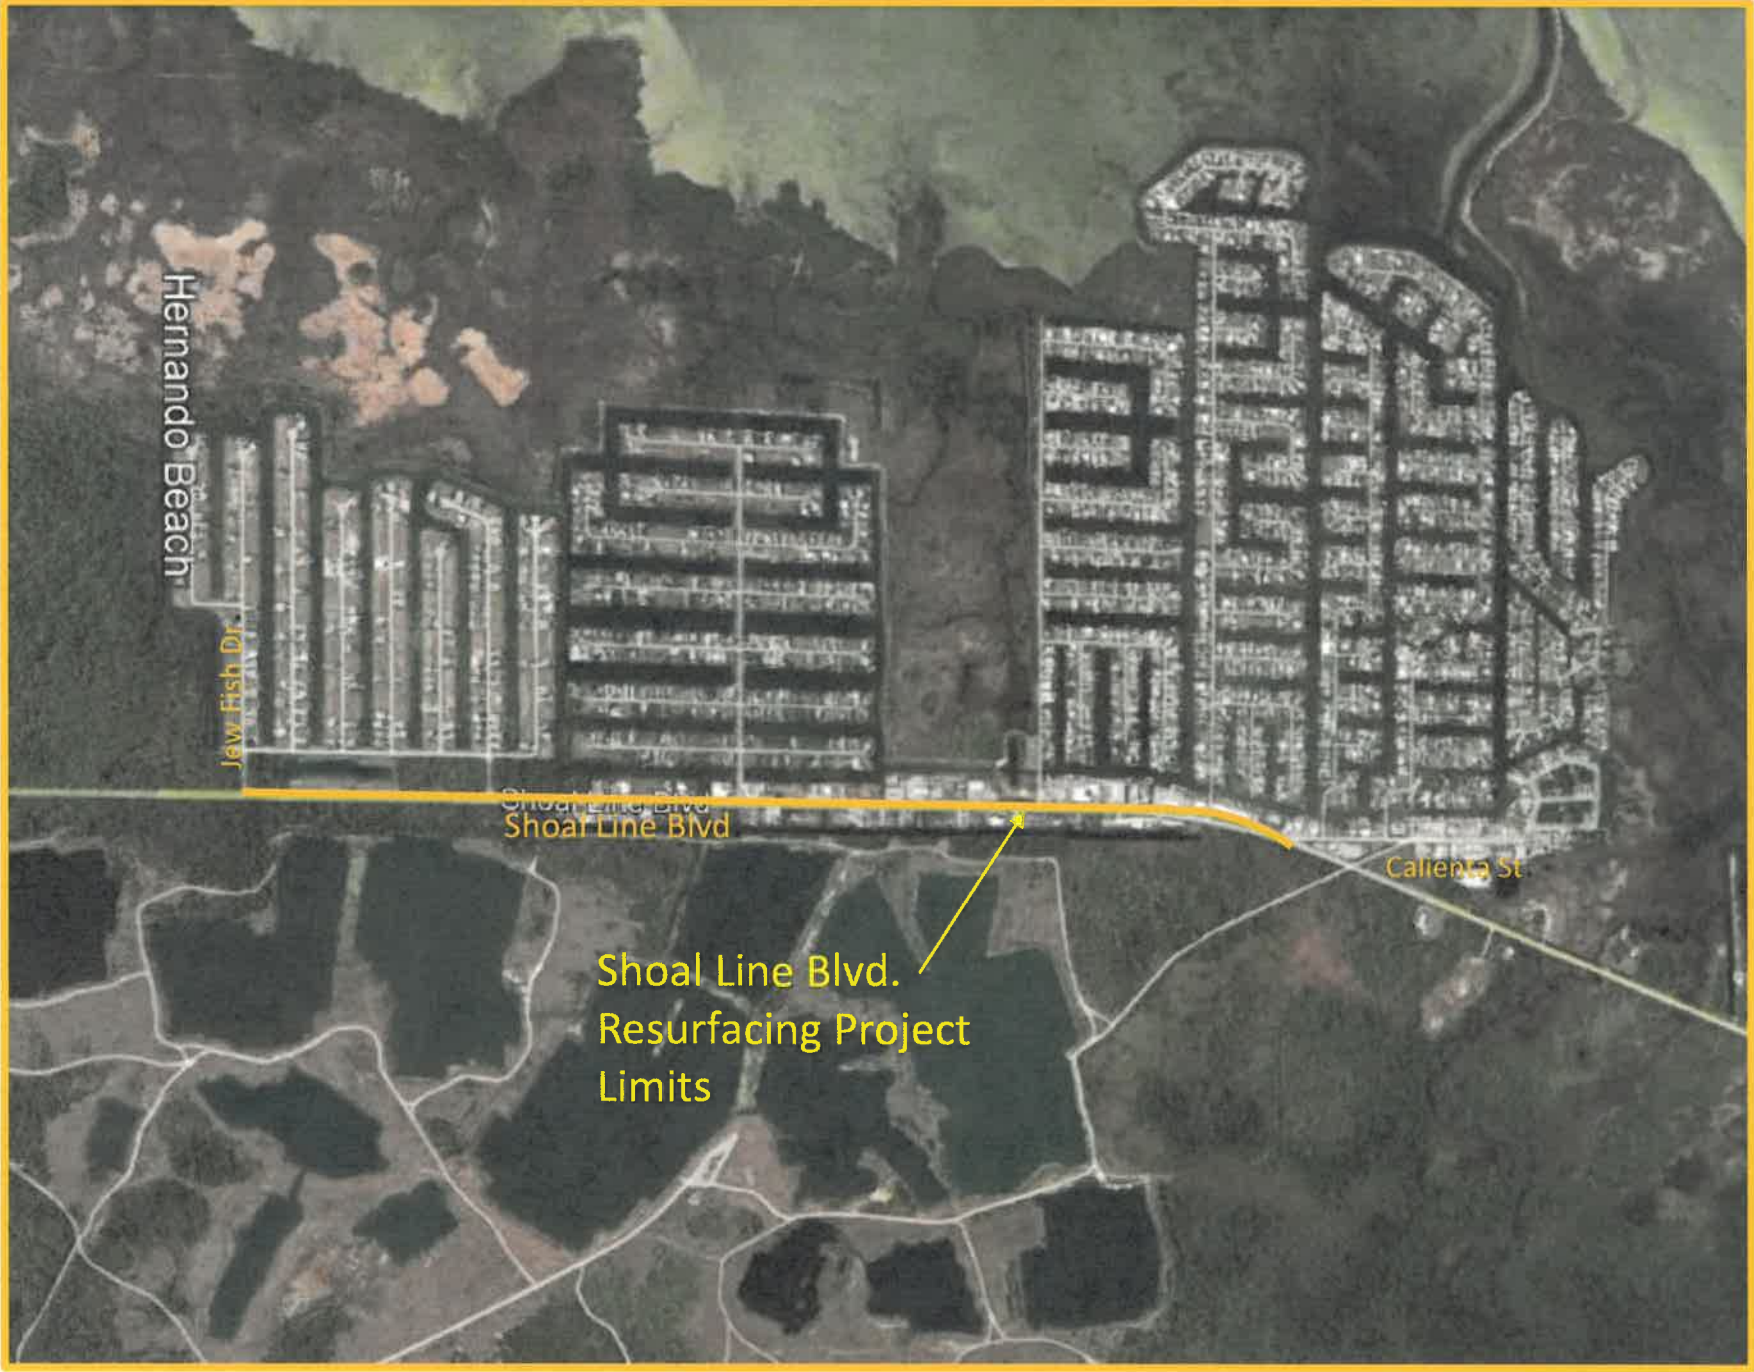 Hernando Beach
Jew Fish Dr.
Shoal Line Blvd
Shoal Line Blvd
Calienta St
Shoal Line Blvd.
Resurfacing Project
Limits